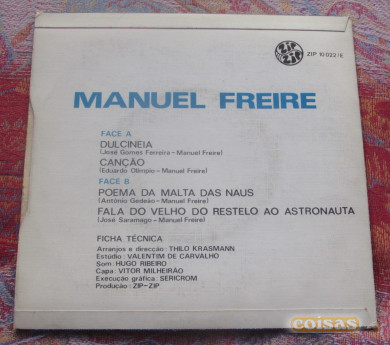 ZIP ZIP
ZIP 10 022/E
MANUEL FREIRE
FACE A
DULCINEIA
(José Gomes Ferreira - Manuel Freire)
CANÇÃO
(Eduardo Olímpio - Manuel Freire)
FACE B
POEMA DA MALTA DAS NAUS
(António Gedeão - Manuel Freire)
FALA DO VELHO DO RESTELO AO ASTRONAUTA
(José Saramago - Manuel Freire)
FICHA TÉCNICA
Arranjos e direcção: THILO KRASMANN
Estúdio: VALENTIM DE CARVALHO
Som: HUGO RIBEIRO
Capa: VITOR MILHEIRÃO
Execução gráfica: SERICROM
Produção: ZIP-ZIP
coisas